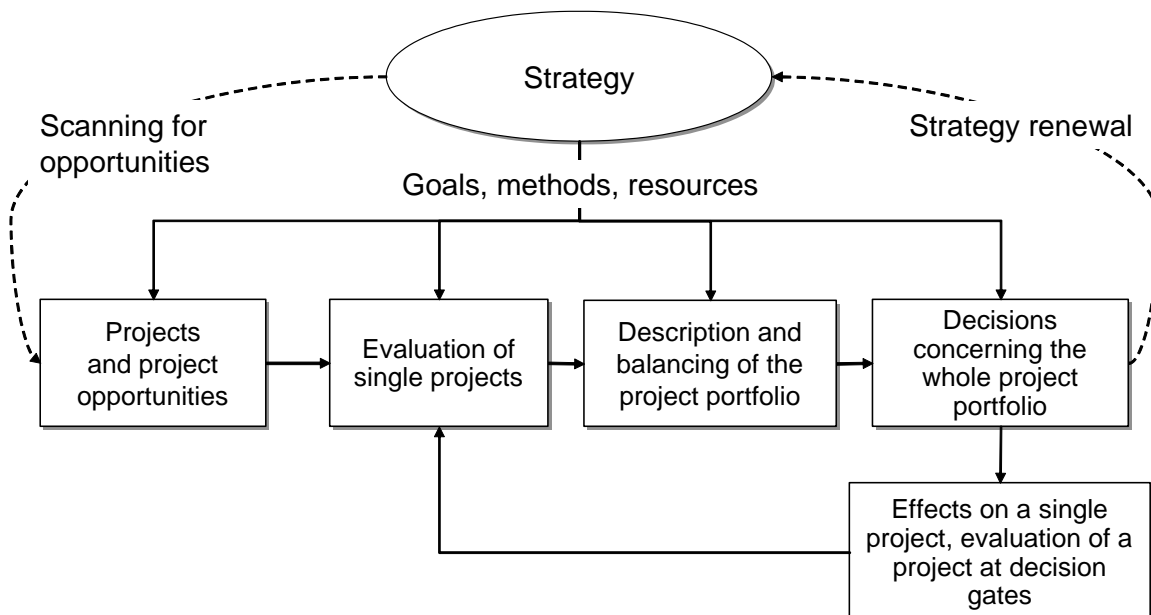 Strategy
Scanning for
opportunities
Strategy renewal
Goals, methods, resources
Projects
and project
opportunities
Evaluation of
single projects
Description and
balancing of the
project portfolio
Decisions
concerning the
whole project
portfolio
Effects on a single
project, evaluation of a
project at decision
gates